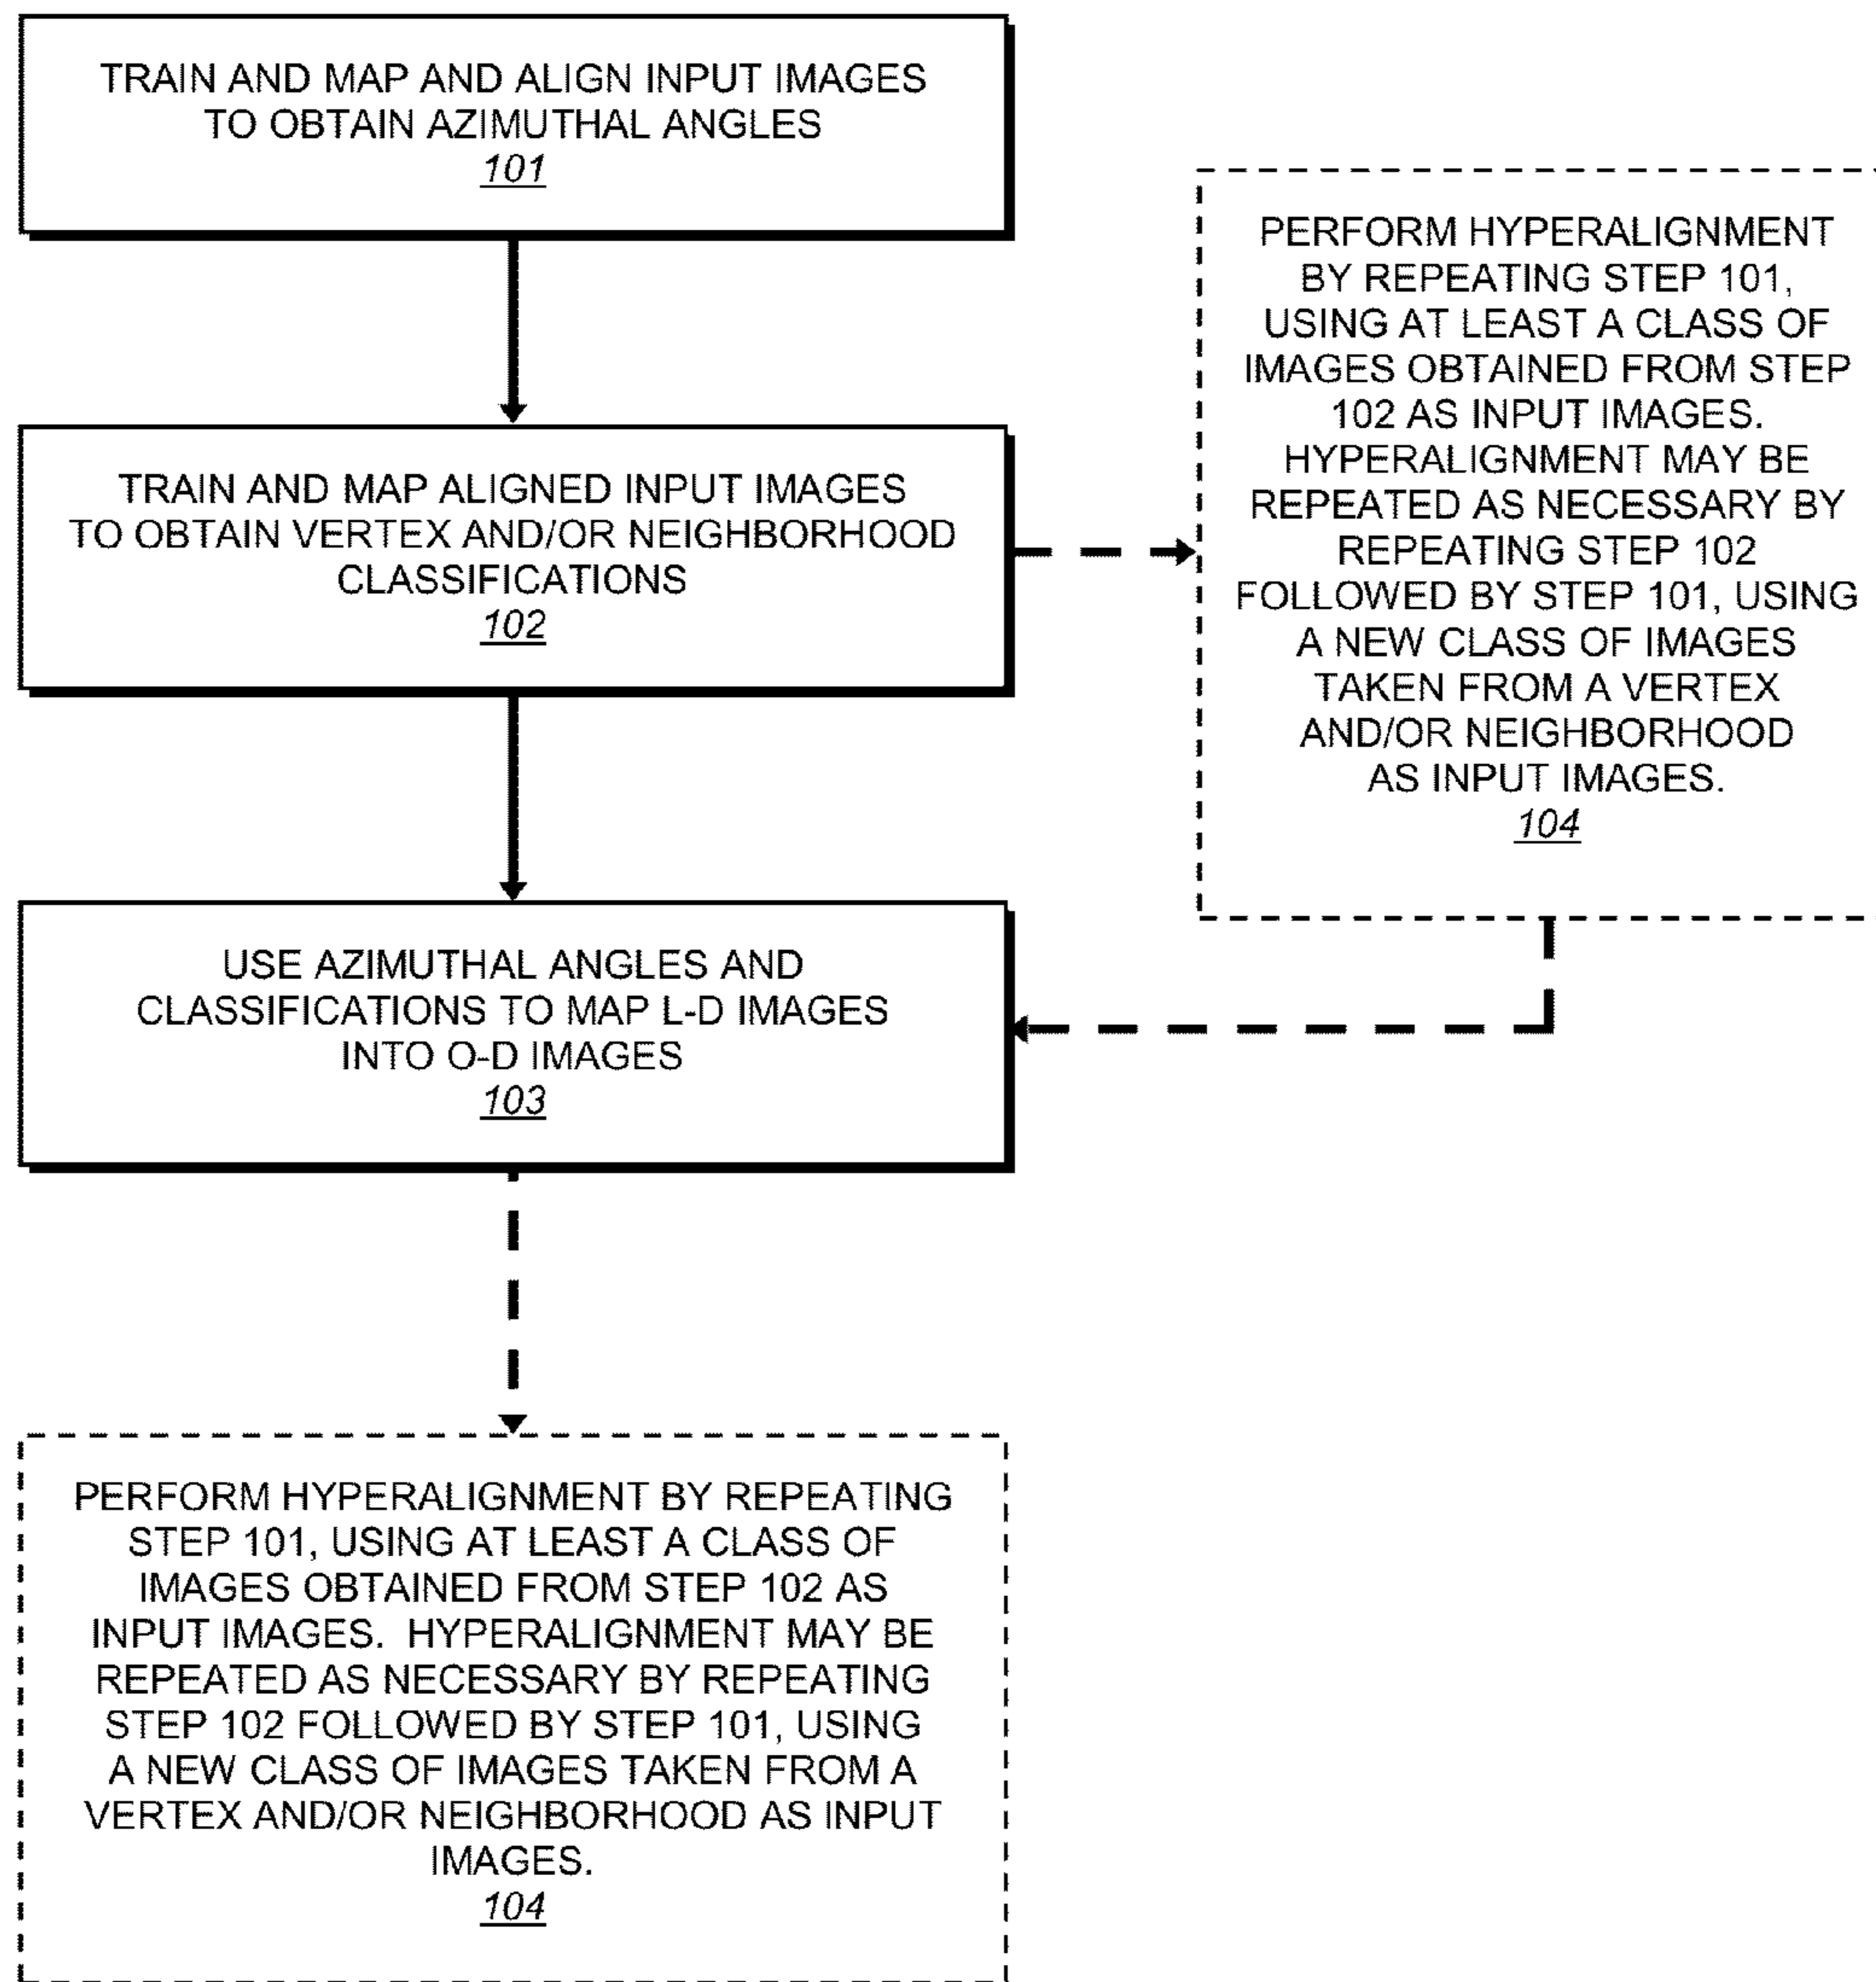 TRAIN AND MAP AND ALIGN INPUT IMAGES
TO OBTAIN AZIMUTHAL ANGLES
101
TRAIN AND MAP ALIGNED INPUT IMAGES
TO OBTAIN VERTEX AND/OR NEIGHBORHOOD
CLASSIFICATIONS
102
PERFORM HYPERALIGNMENT
BY REPEATING STEP 101,
USING AT LEAST A CLASS OF
IMAGES OBTAINED FROM STEP
102 AS INPUT IMAGES.
HYPERALIGNMENT MAY BE
REPEATED AS NECESSARY BY
REPEATING STEP 102
FOLLOWED BY STEP 101, USING
A NEW CLASS OF IMAGES
TAKEN FROM A VERTEX
AND/OR NEIGHBORHOOD
AS INPUT IMAGES.
104
USE AZIMUTHAL ANGLES AND
CLASSIFICATIONS TO MAP L-D IMAGES
INTO O-D IMAGES
103
PERFORM HYPERALIGNMENT BY REPEATING
STEP 101, USING AT LEAST A CLASS OF
IMAGES OBTAINED FROM STEP 102 AS
INPUT IMAGES.  HYPERALIGNMENT MAY BE
REPEATED AS NECESSARY BY REPEATING
STEP 102 FOLLOWED BY STEP 101, USING
A NEW CLASS OF IMAGES TAKEN FROM A
VERTEX AND/OR NEIGHBORHOOD AS INPUT
IMAGES.
104